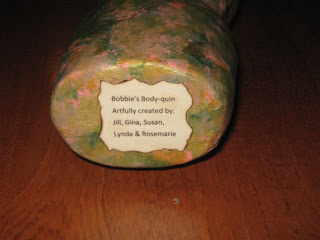 Bobbie's Body-quin
Artfully created by:
Jill, Gina, Susan,
Lynda & Rosemarie